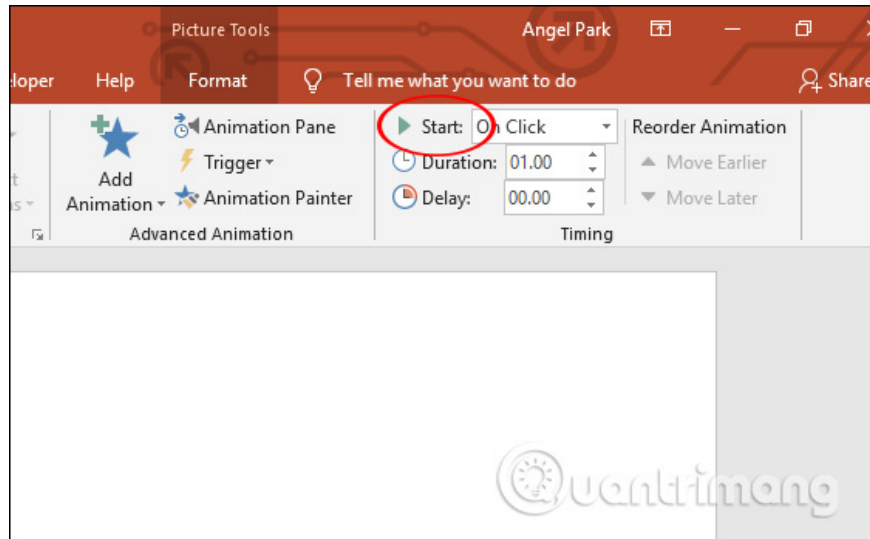 Picture Tools
Angel Park
Help
Format
Tell me what you want to do
Share
Add
Animation
Animation Pane
Trigger
Animation Painter
Advanced Animation
Start: On Click
Duration: 01.00
Delay: 00.00
Reorder Animation
Move Earlier
Move Later
Timing
Quantrimang